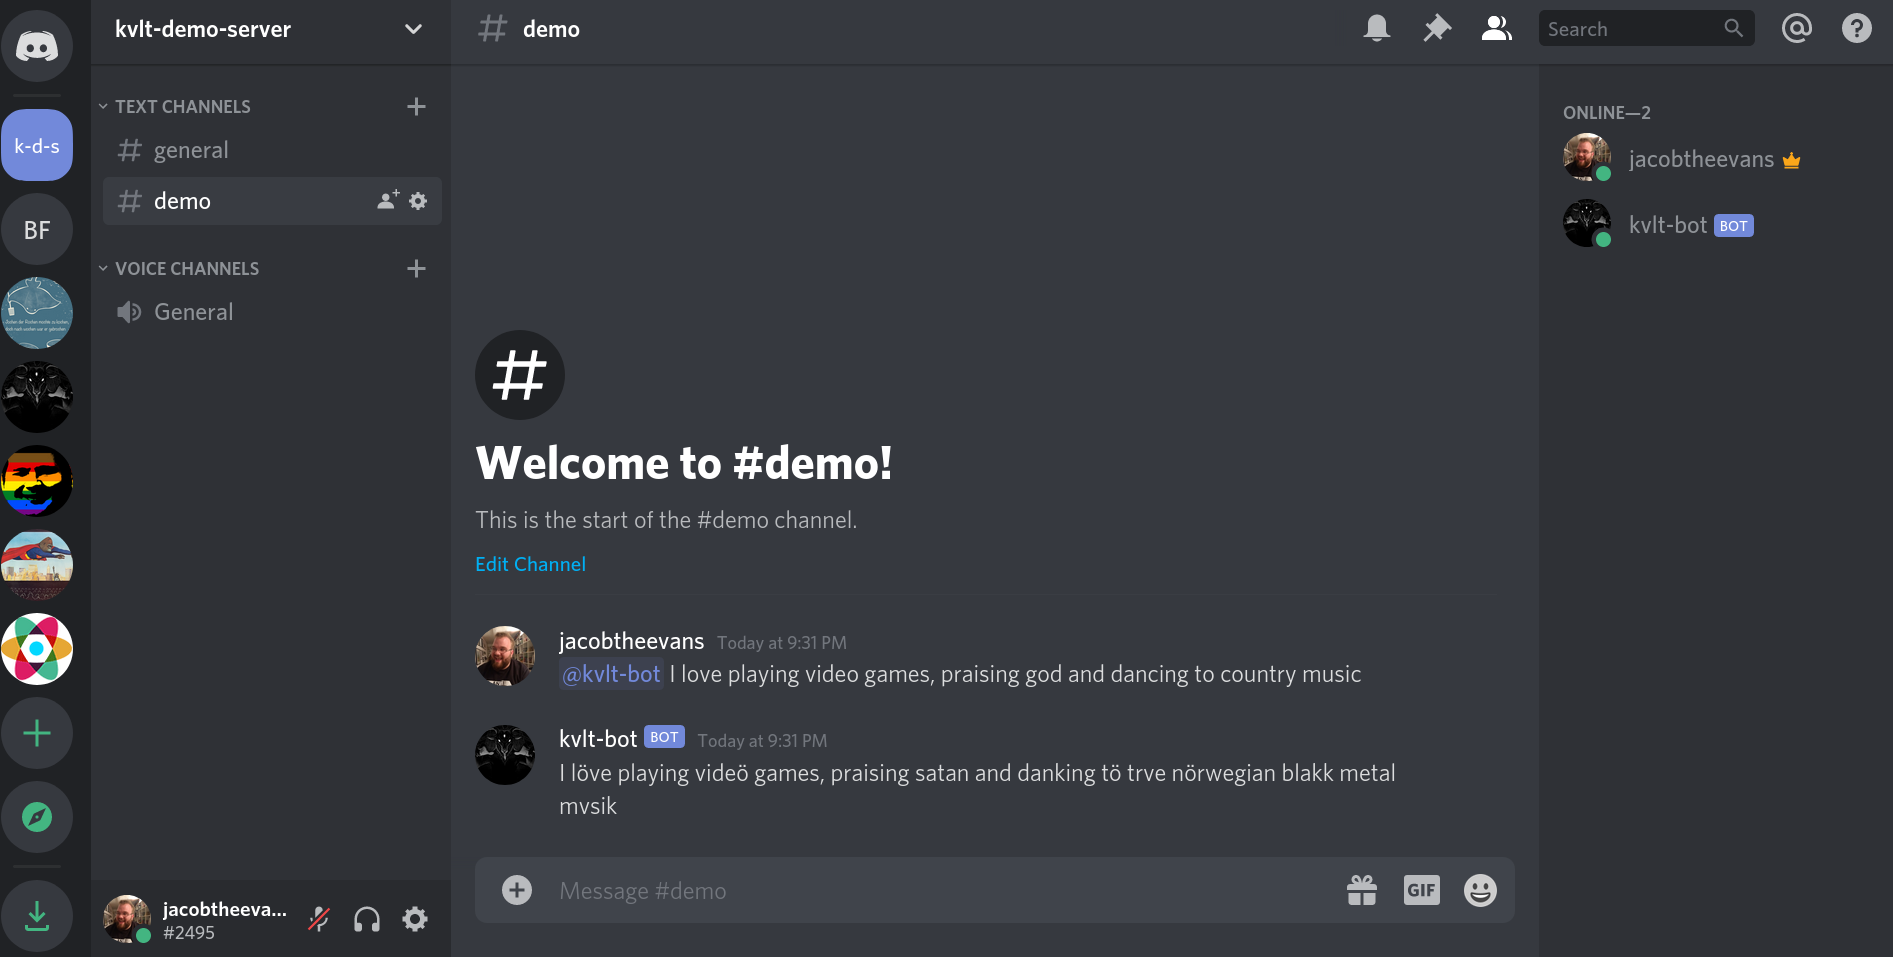 kvlt-demo-server
demo
Search
TEXT CHANNELS
ONLINE—2
k-d-s
general
jacobtheevans
demo
BF
kvlt-bot BOT
VOICE CHANNELS
General
#
Welcome to #demo!
This is the start of the #demo channel.
Edit Channel
jacobtheevans Today at 9:31 PM
@kvlt-bot I love playing video games, praising god and dancing to country music
kvlt-bot BOT Today at 9:31 PM
I löve playing videö games, praising satan and danking tö trve nörwegian blakk metal
mvsik
Message #demo
GIF
jacobtheeva...
#2495